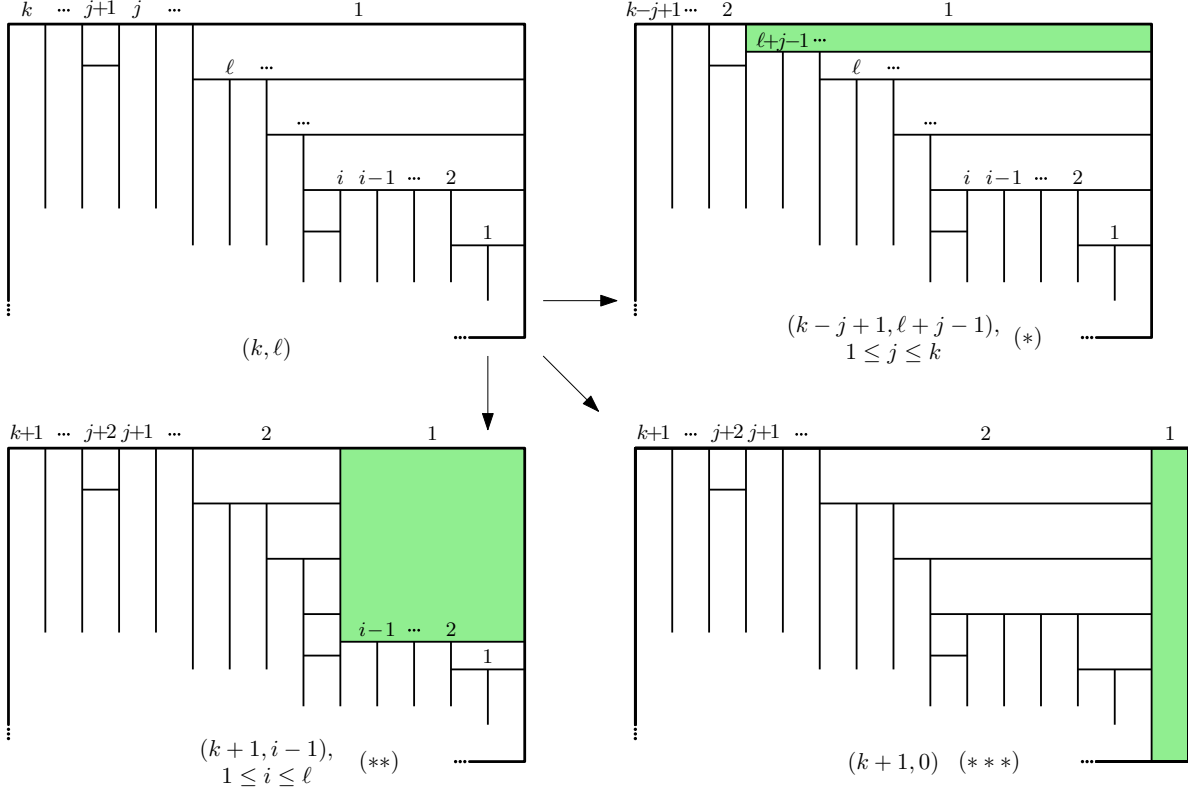 k ... j+1 j ... 1
ℓ ...
...
i i−1 ... 2
1
(k, ℓ)
k−j+1 ... 2 1
ℓ+j−1 ...
ℓ ...
...
i i−1 ... 2
1
(k − j + 1, ℓ + j − 1),
1 ≤ j ≤ k
(∗)
k+1 ... j+2 j+1 ... 2 1
i−1 ... 2
1
(k + 1, i − 1),
1 ≤ i ≤ ℓ
(∗∗)
k+1 ... j+2 j+1 ... 2 1
(k + 1, 0) (∗ ∗ ∗)